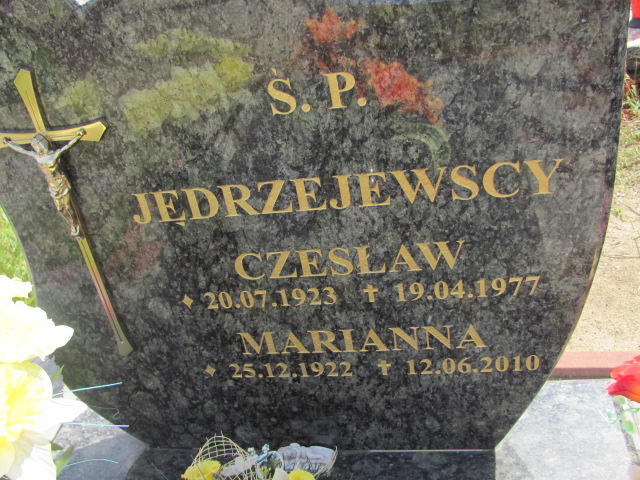 Ś. P.
JĘDRZEJEWSCY
CZESŁAW
♦ 20.07.1923 ✝ 19.04.1977
MARIANNA
♦ 25.12.1922 ✝ 12.06.2010